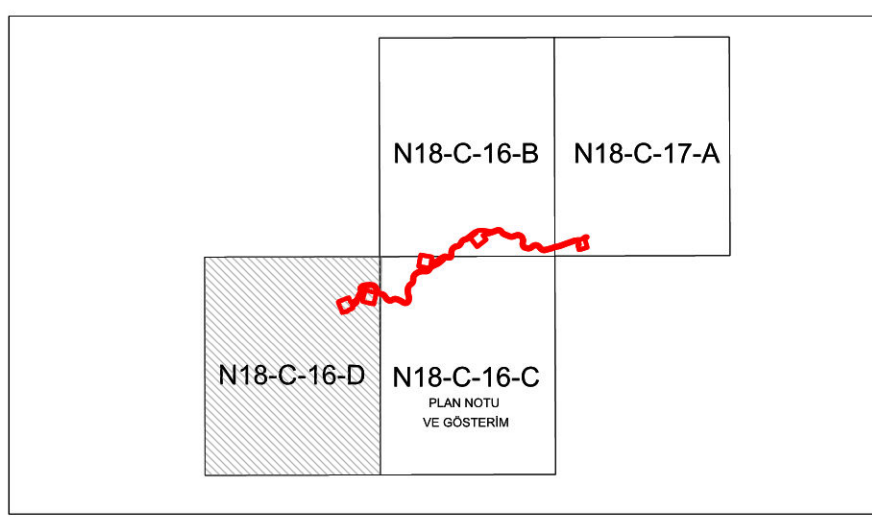 N18-C-16-B
N18-C-17-A
N18-C-16-D
N18-C-16-C
PLAN NOTU
VE GÖSTERİM